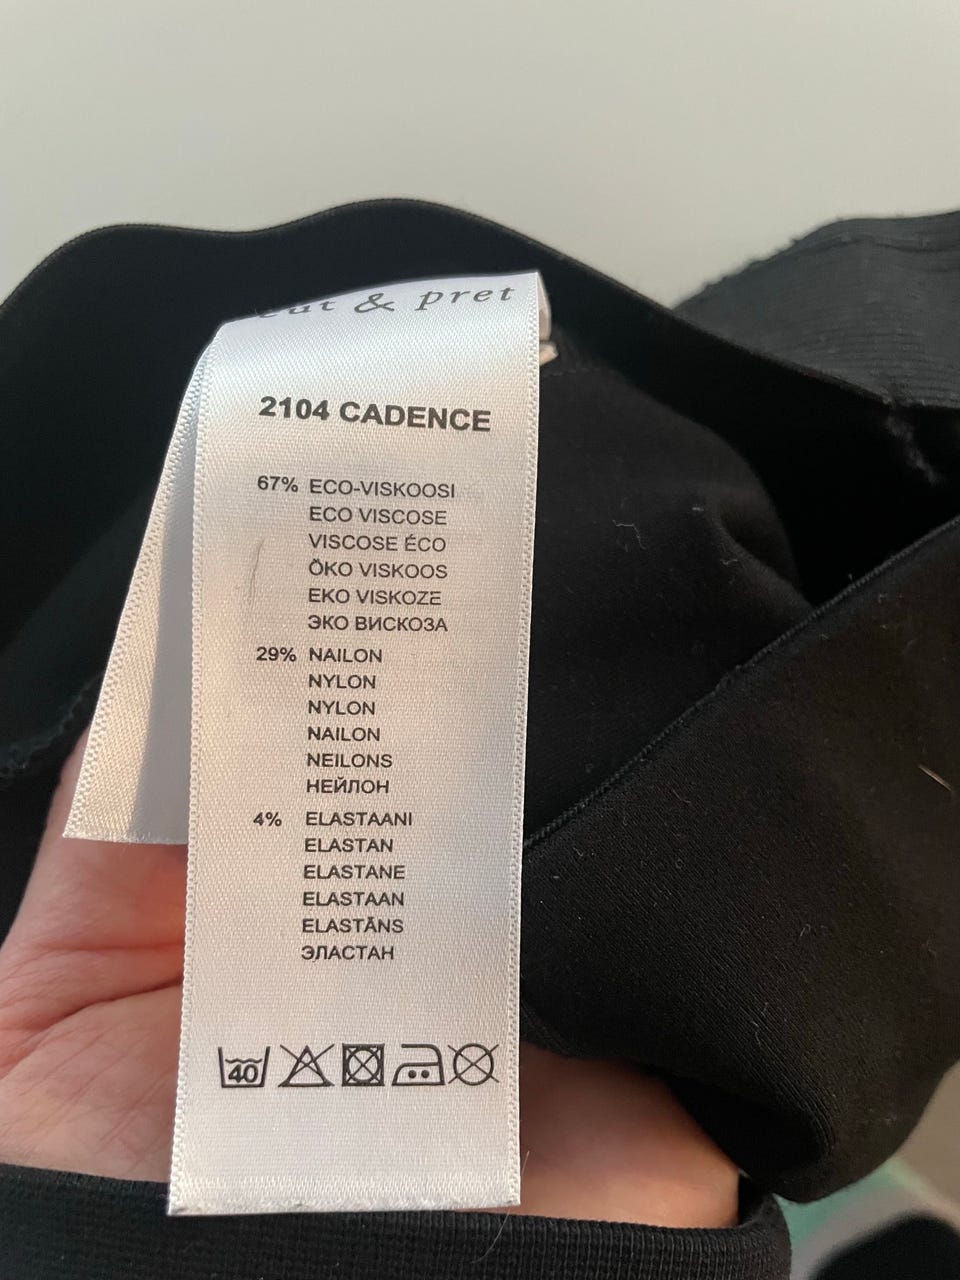 & pret
2104 CADENCE
67% ECO-VISKOOSI
ECO VISCOSE
VISCOSE ÉCO
ÖKO VISKOOS
EKO VISKOZE
ЭКО ВИСКОЗА
29% NAILON
NYLON
NYLON
NAILON
NEILONS
НЕЙЛОН
4% ELASTAANI
ELASTAN
ELASTANE
ELASTAAN
ELASTĀNS
ЭЛАСТАН
40